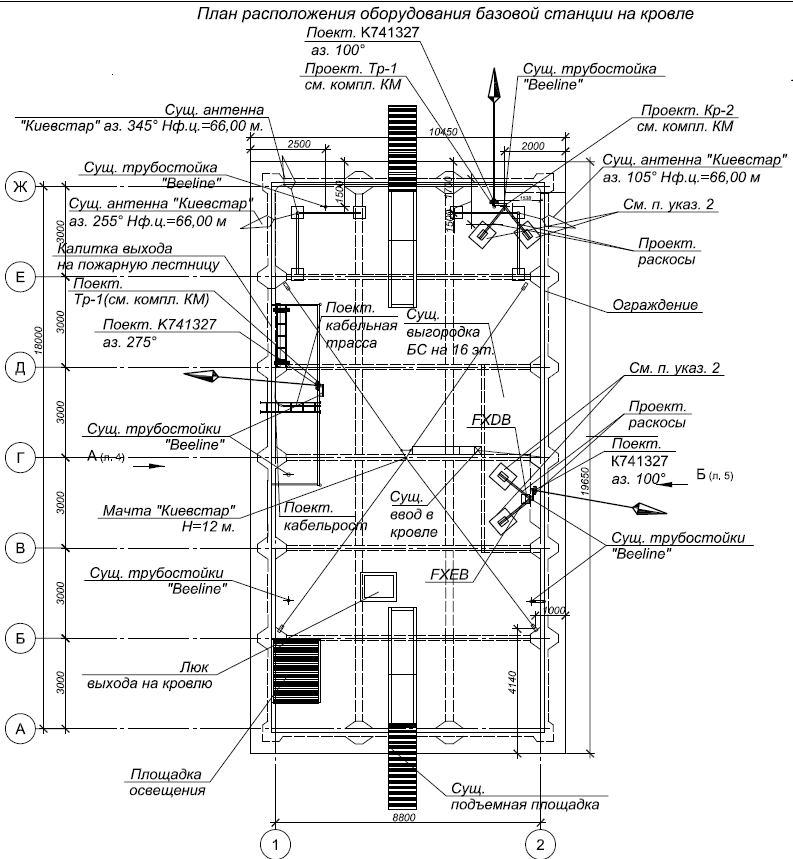 План расположения оборудования базовой станции на кровле
Поект. К741327
аз. 100°
Проект. Тр-1
см. компл. КМ
Сущ. трубостойка
"Beeline"
Сущ. антенна
"Киевстар" аз. 345° Нф.ц.=66,00 м.
Проект. Кр-2
см. компл. КМ
10450
2500
2000
Сущ. трубостойка
"Beeline"
Сущ. антенна "Киевстар"
аз. 105° Нф.ц.=66,00 м
Ж
1500
1700
1538
Сущ. антенна "Киевстар"
аз. 255° Нф.ц.=66,00 м
См. п. указ. 2
1500
3000
Проект.
раскосы
Калитка выхода
на пожарную лестницу
Е
Поект.
Тр-1(см. компл. КМ)
Поект.
кабельная
трасса
Сущ.
выгородка
БС на 16 эт.
Ограждение
Поект. К741327
аз. 275°
3000
18000
Д
См. п. указ. 2
Проект.
раскосы
FXDB
3000
Сущ. трубостойки
"Beeline"
Поект.
К741327
аз. 100°
А (л. 4)
Г
Б (л, 5)
19650
Мачта "Киевстар"
Н=12 м.
Поект.
кабельрост
Сущ.
ввод в
кровле
3000
Сущ. трубостойки
"Beeline"
В
Сущ. трубостойки
"Beeline"
FXEB
3000
1000
Б
Люк
выхода на кровлю
4140
3000
А
Площадка
освещения
Сущ.
подъемная площадка
8800
1
2